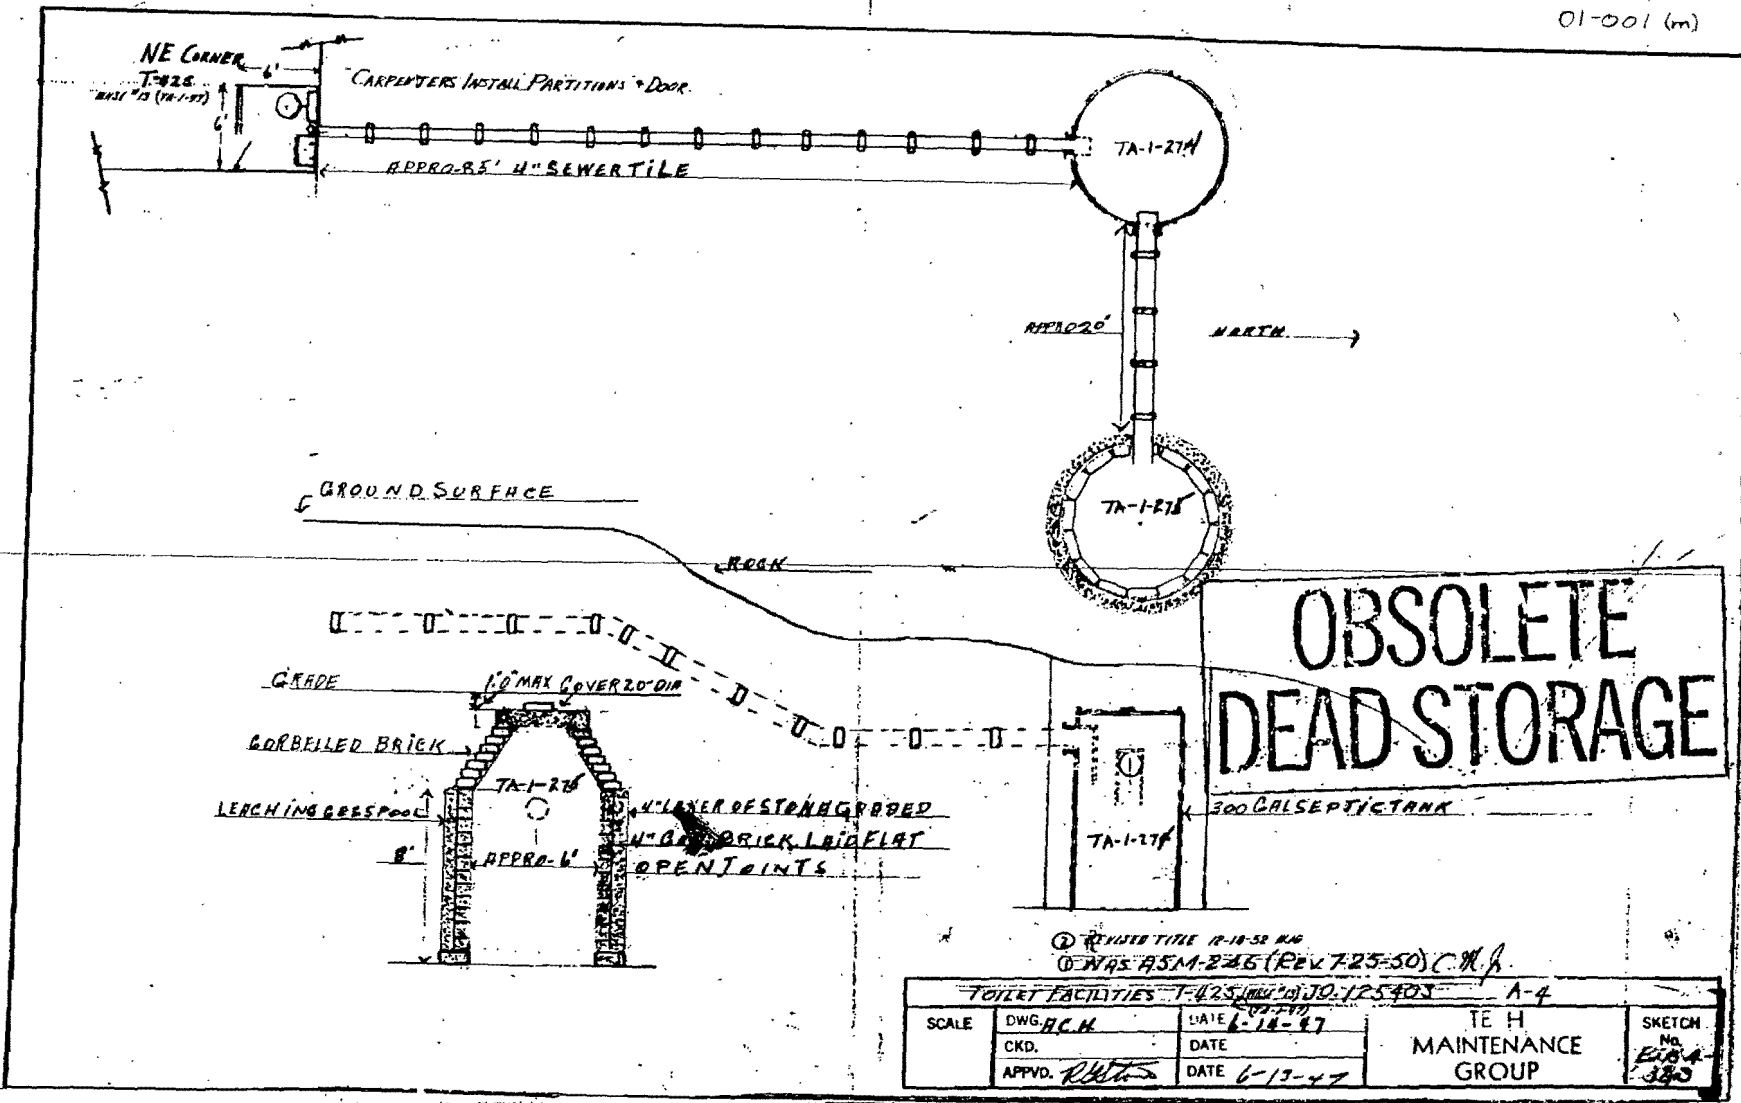 01-001 (m)
NE CORNER
6'
6'
CARPENTERS INSTALL PARTITIONS + DOOR.
APPRO-85' 4" SEWER TILE
TA-1-274
APPRO 20'
NORTH
TA-1-275
GROUND SURFACE
ROCK
OBSOLETE
DEAD STORAGE
GRADE
1'0" MAX COVER 20" DIA
CORBELLED BRICK
TA-1-275
LEACHING CESSPOOL
4" LAYER OF STONE GRADED
BRICK LAID FLAT
OPEN JOINTS
8'
APPRO-6'
300 GAL SEPTIC TANK
TA-1-274
② REVISED TITLE
① WAS ASM-246 (REV. 7-25-50) C.M.J.
TOILET FACILITIES T-425 J.O. 125403 A-4
SCALE
DWG. A.C.H.
DATE 6-14-47
CKD.
DATE
APPVD.
DATE 6-13-47
TE H
MAINTENANCE
GROUP
SKETCH
No.